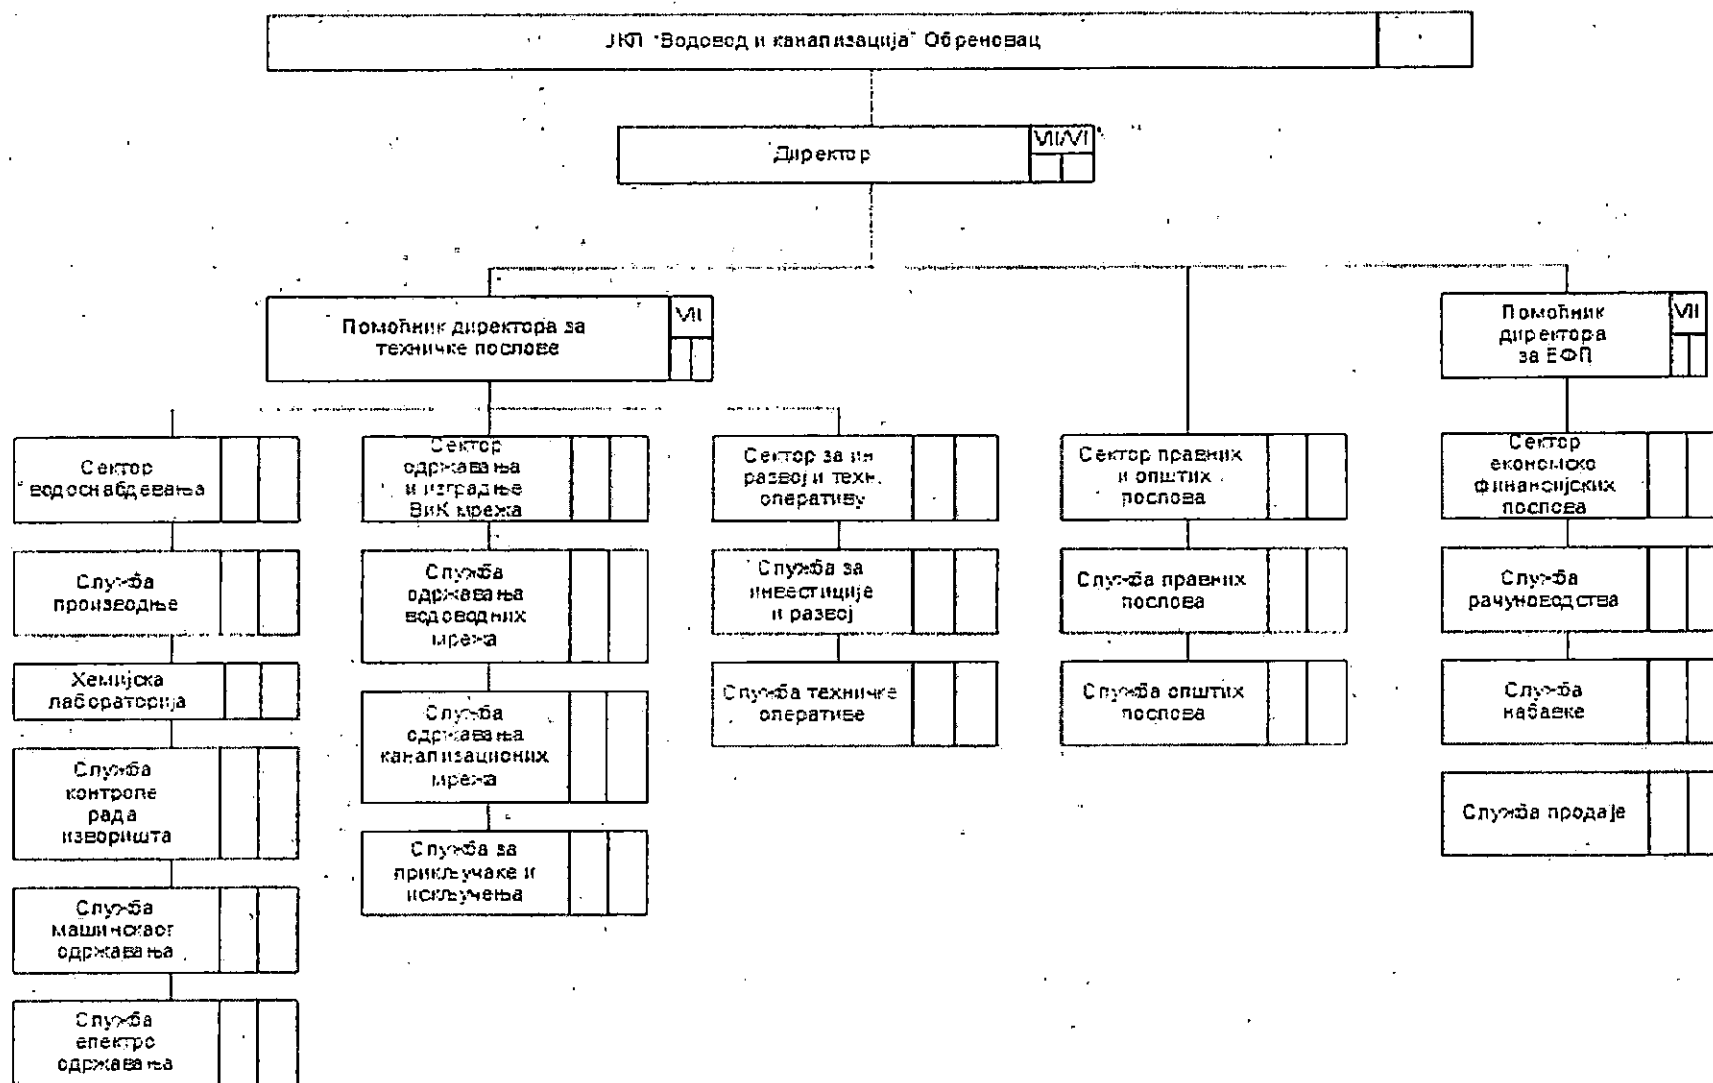 ЈКП "Водовод и канализација" Обреновац
Директор
VII/VI
Помоћник директора за
техничке послове
VII
Помоћник
директора
за ЕФП
VII
Сектор
водоснабдевања
Сектор
одржавања
и изградње
ВиК мрежа
Сектор за ин
развој и техн.
оперативу
Сектор правних
и општих
послова
Сектор
економско
финансијских
послова
Служба
производње
Служба
одржавања
водоводних
мрежа
Служба за
инвестиције
и развој
Служба правних
послова
Служба
рачуноводства
Хемијска
лабораторија
Служба
одржавања
канализационих
мрежа
Служба техничке
оперативе
Служба општих
послова
Служба
набавке
Служба
контроле
рада
изворишта
Служба за
прикључаке и
искључења
Служба продаје
Служба
машинскаог
одржавања
Служба
електро
одржавања